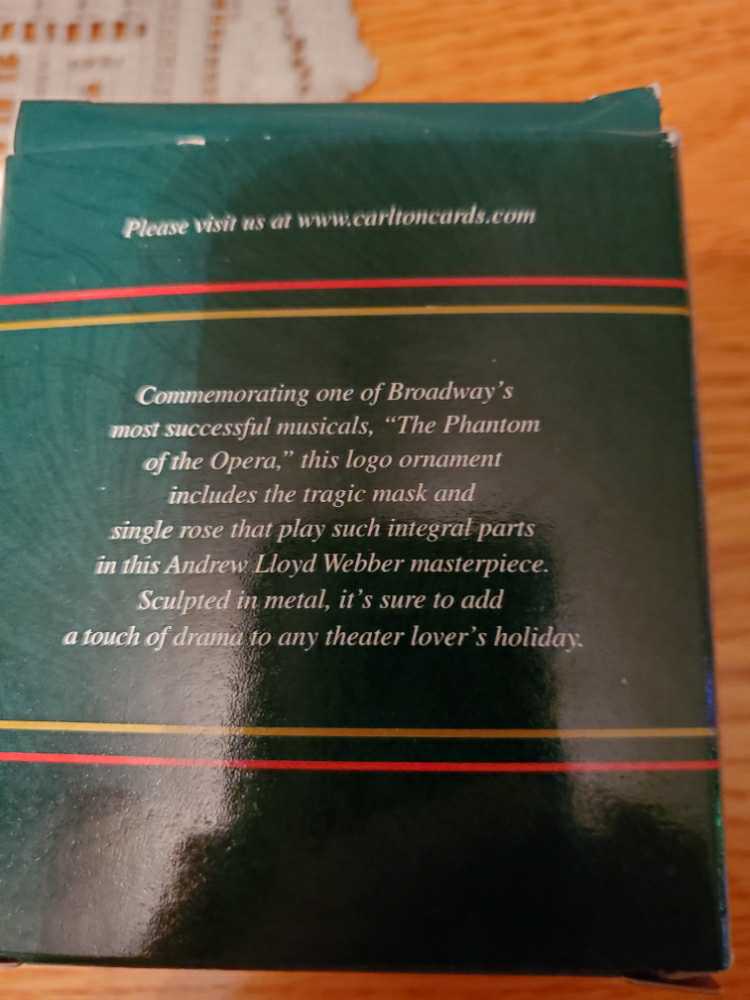 Please visit us at www.carltoncards.com
Commemorating one of Broadway's
most successful musicals, "The Phantom
of the Opera," this logo ornament
includes the tragic mask and
single rose that play such integral parts
in this Andrew Lloyd Webber masterpiece.
Sculpted in metal, it's sure to add
a touch of drama to any theater lover's holiday.